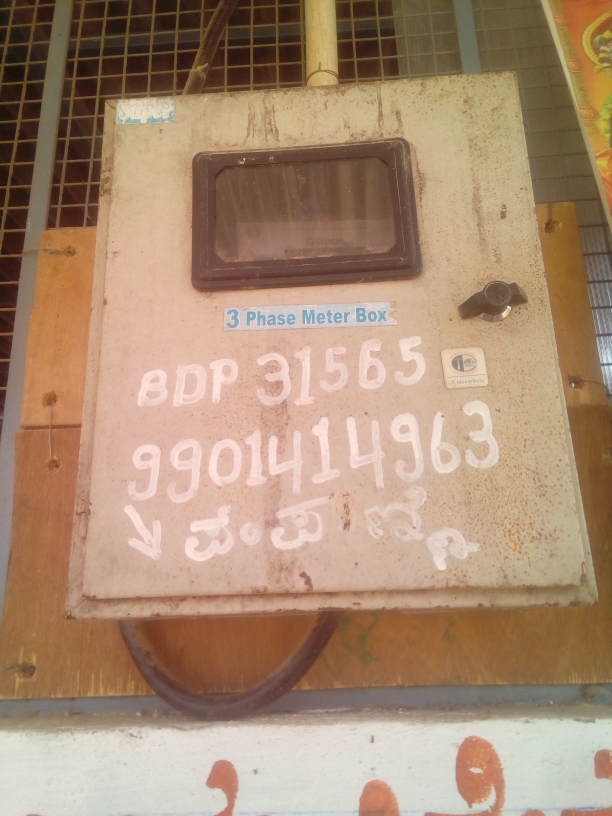 3 Phase Meter Box
BDP 31565
9901414963
ಪಂಪ